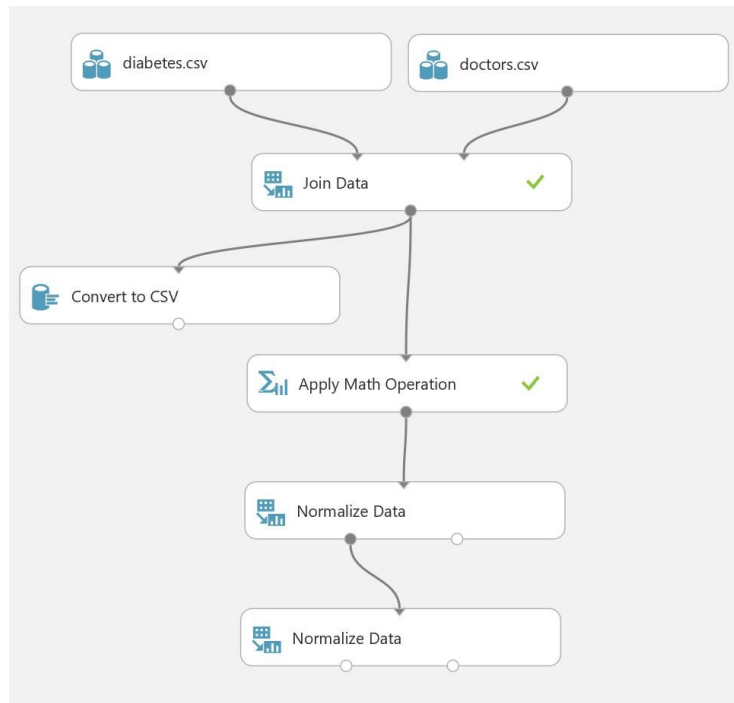 diabetes.csv
doctors.csv
Join Data
Convert to CSV
Apply Math Operation
Normalize Data
Normalize Data